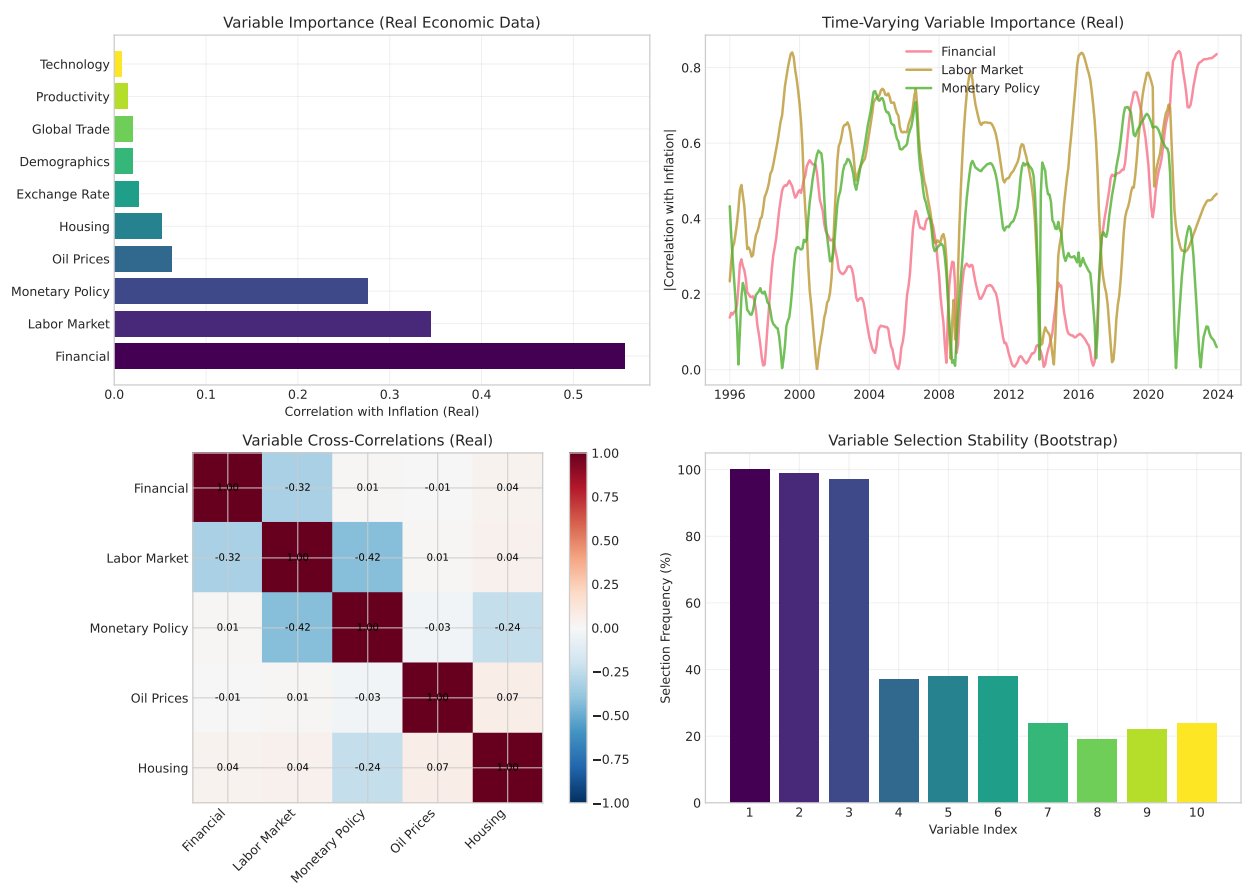 Variable Importance (Real Economic Data)
Technology
Productivity
Global Trade
Demographics
Exchange Rate
Housing
Oil Prices
Monetary Policy
Labor Market
Financial
0.0 0.1 0.2 0.3 0.4 0.5
Correlation with Inflation (Real)
Time-Varying Variable Importance (Real)
Financial
Labor Market
Monetary Policy
|Correlation with Inflation|
0.8
0.6
0.4
0.2
0.0
1996 2000 2004 2008 2012 2016 2020 2024
Variable Cross-Correlations (Real)
Financial 1.00 -0.32 0.01 -0.01 0.04
Labor Market -0.32 1.00 -0.42 0.01 0.04
Monetary Policy 0.01 -0.42 1.00 -0.03 -0.24
Oil Prices -0.01 0.01 -0.03 1.00 0.07
Housing 0.04 0.04 -0.24 0.07 1.00
Financial
Labor Market
Monetary Policy
Oil Prices
Housing
1.00
0.75
0.50
0.25
0.00
−0.25
−0.50
−0.75
−1.00
Variable Selection Stability (Bootstrap)
Selection Frequency (%)
100
80
60
40
20
0
1 2 3 4 5 6 7 8 9 10
Variable Index